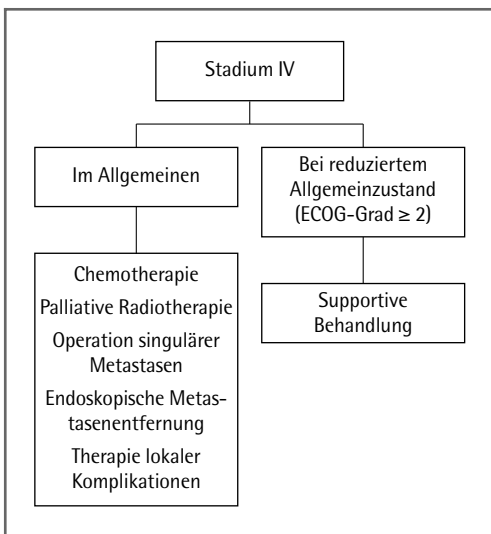 Stadium IV
Im Allgemeinen
Bei reduziertem
Allgemeinzustand
(ECOG-Grad ≥ 2)
Chemotherapie
Palliative Radiotherapie
Operation singulärer
Metastasen
Endoskopische Metas-
tasenentfernung
Therapie lokaler
Komplikationen
Supportive
Behandlung